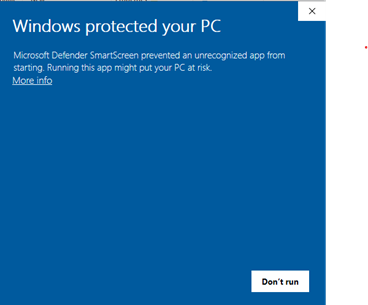 Windows protected your PC
Microsoft Defender SmartScreen prevented an unrecognized app from
starting. Running this app might put your PC at risk.
More info
Don't run